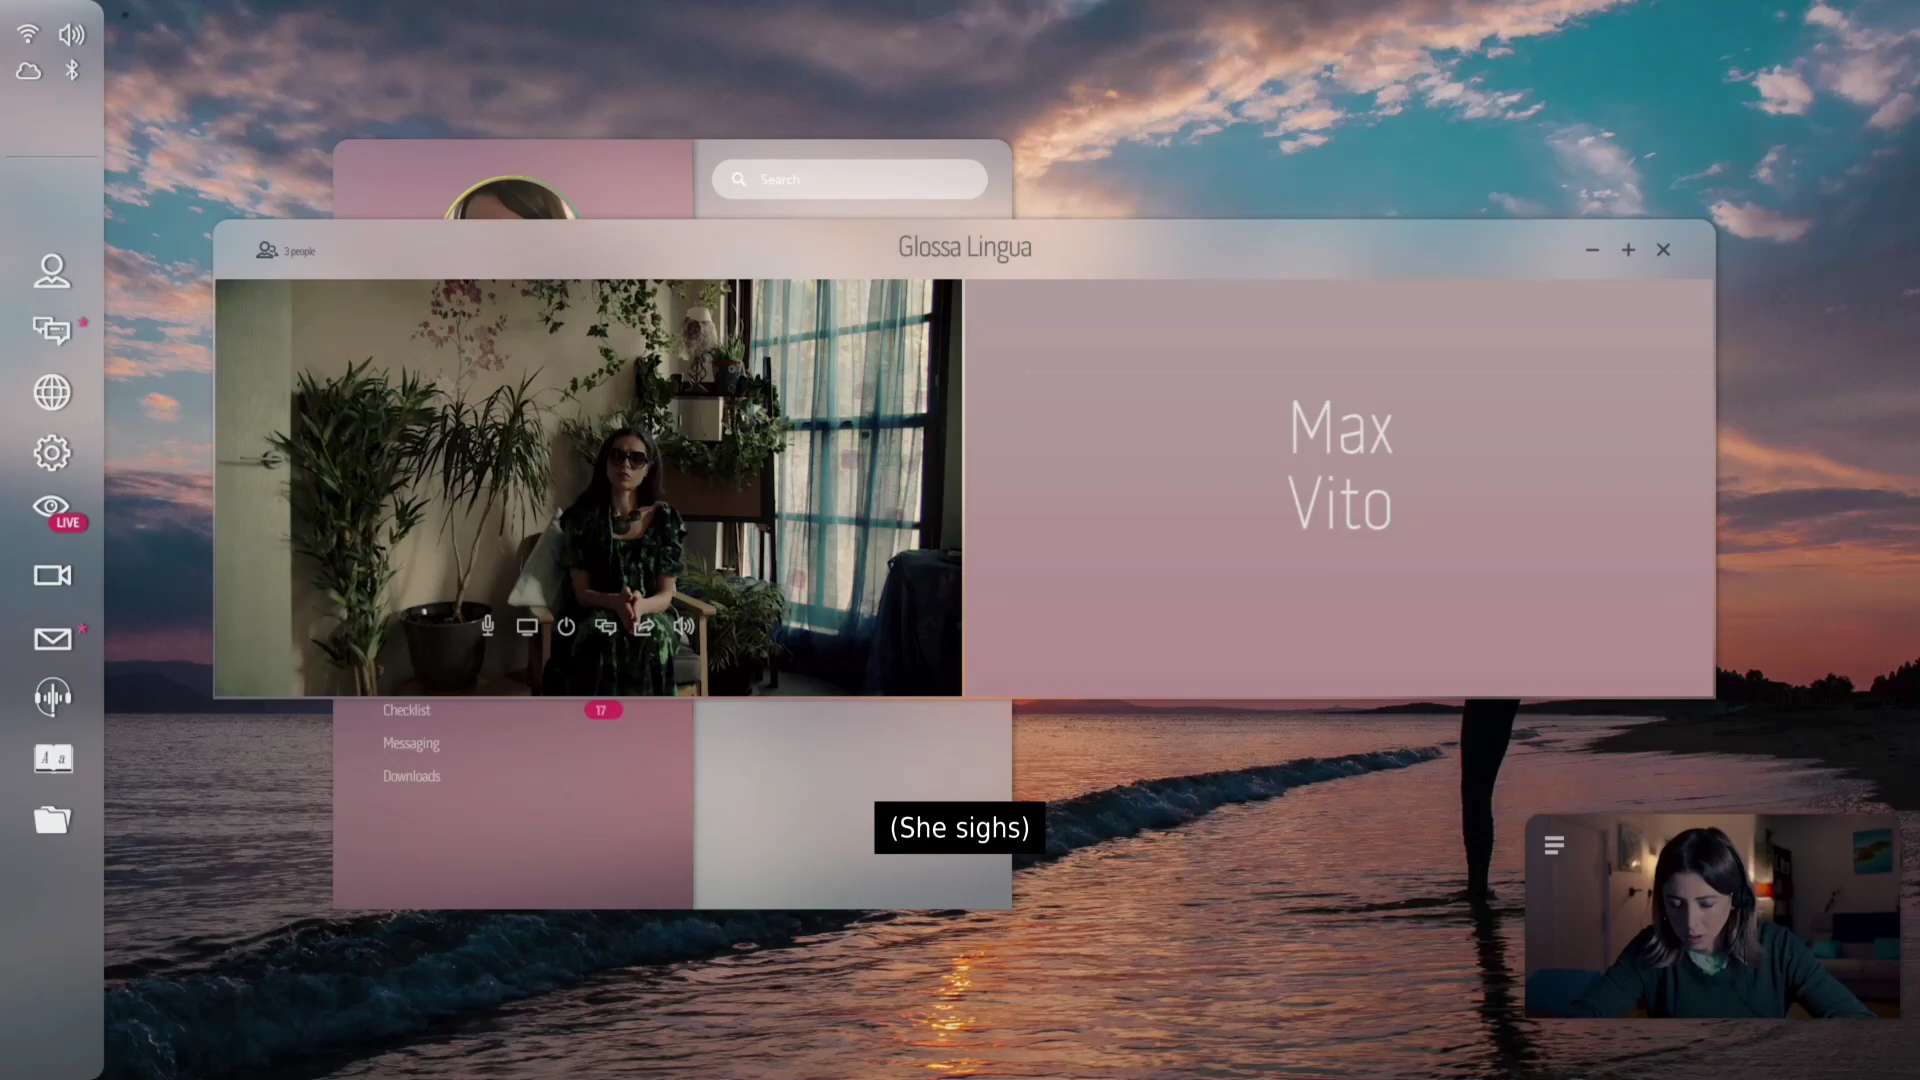 Search
3 people
Glossa Lingua
Max
Vito
LIVE
Checklist
17
Messaging
Downloads
A a
(She sighs)